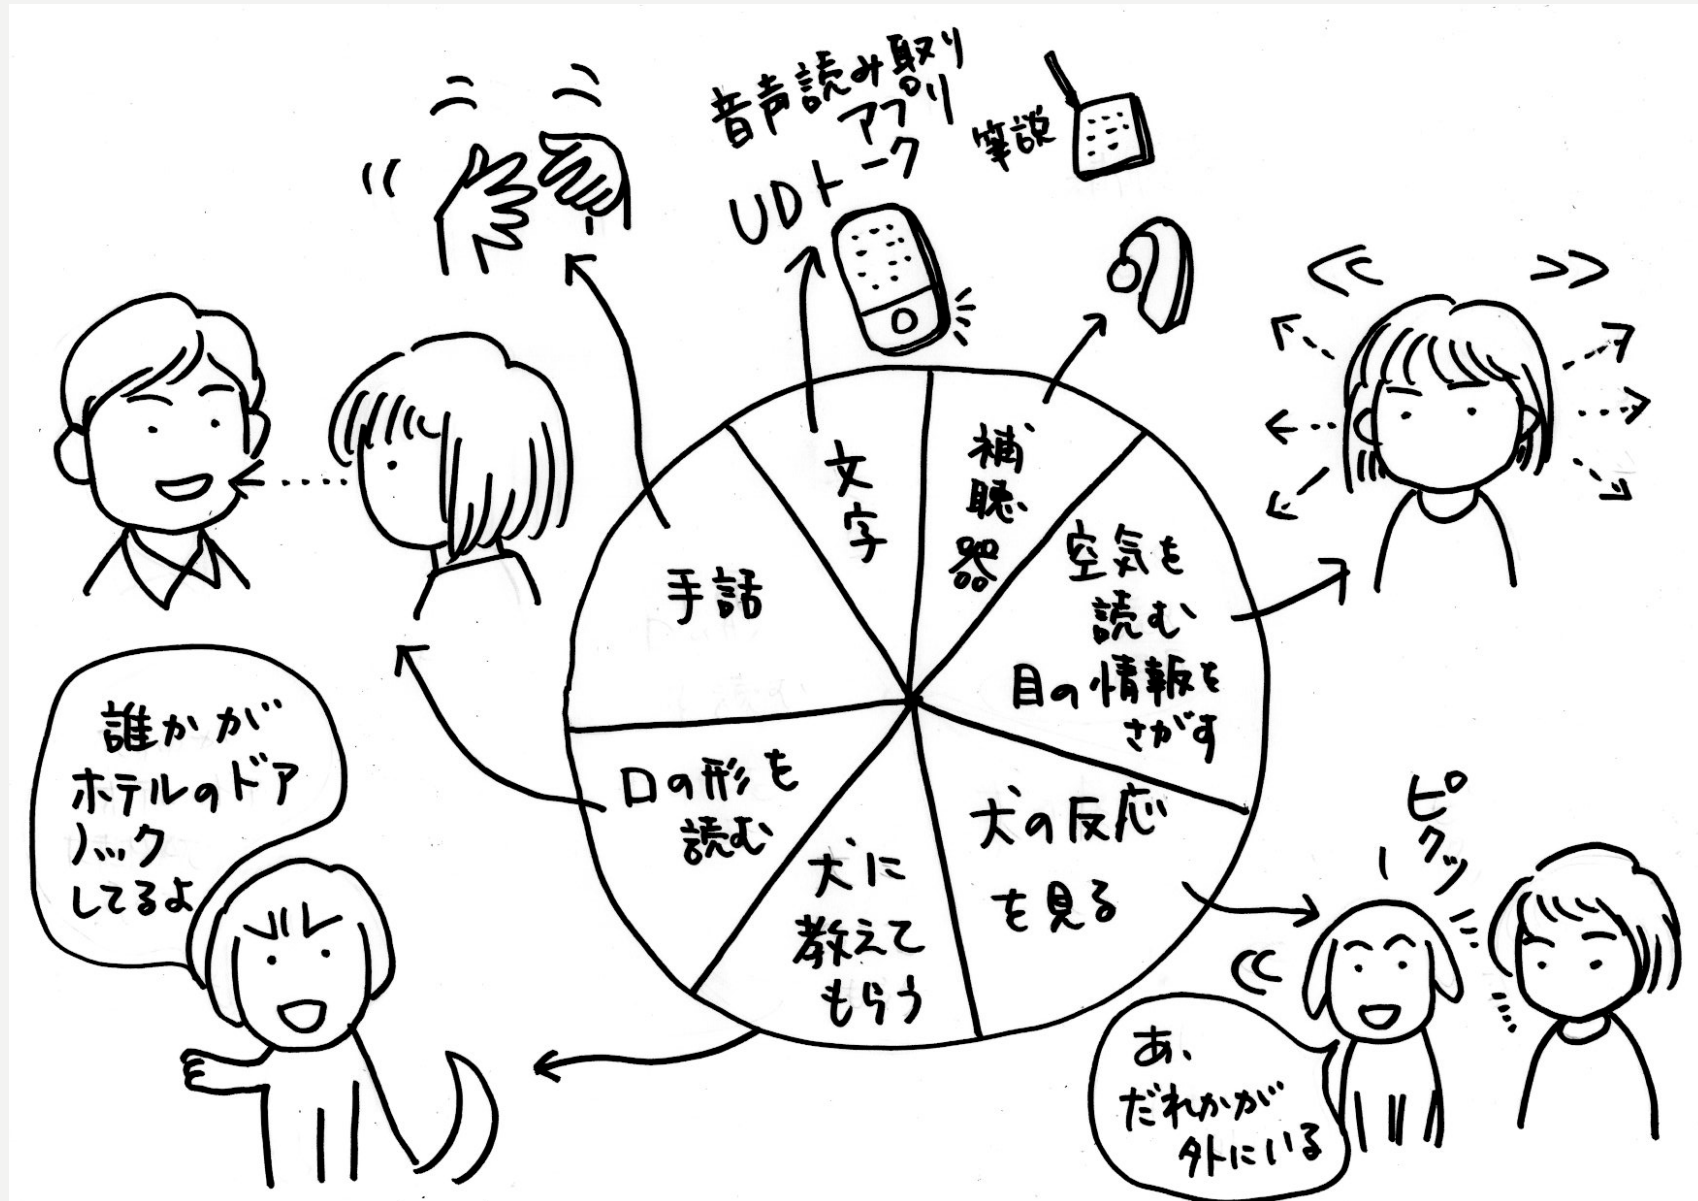 音声読み取り
アプリ
UDトーク
筆説
文字
補聴器
手話
空気を
読む
目の情報を
さがす
口の形を
読む
犬に
教えて
もらう
犬の反応
を見る
誰かが
ホテルのドア
ノック
してるよ
ピクッ
あ、
だれかが
外にいる